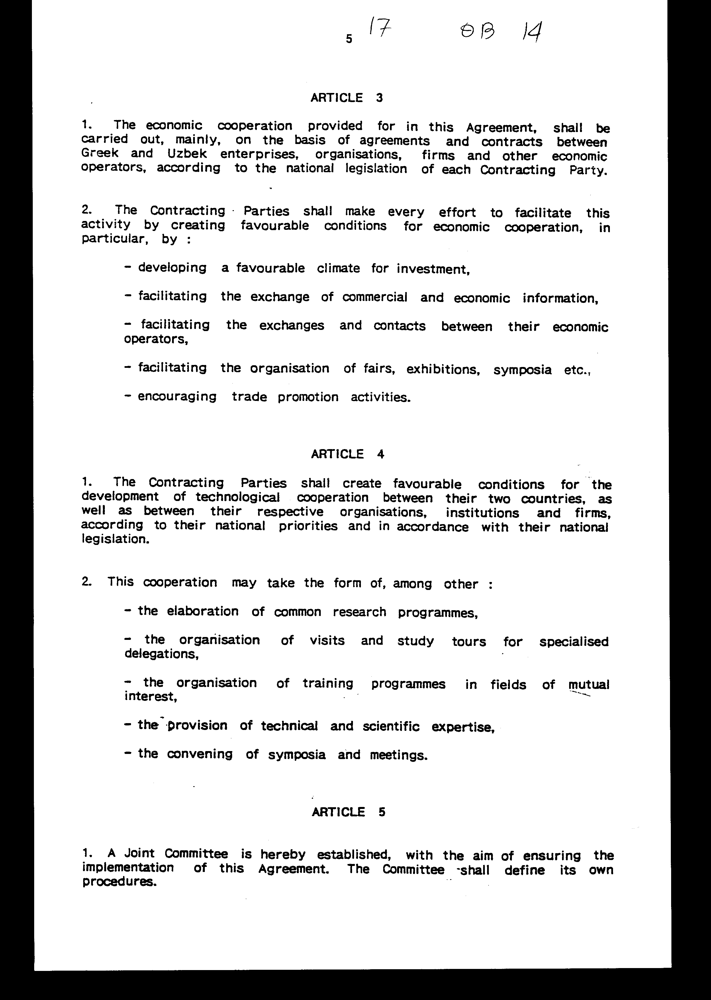 5 17 ΘB 14
ARTICLE 3
1. The economic cooperation provided for in this Agreement, shall be
carried out, mainly, on the basis of agreements and contracts between
Greek and Uzbek enterprises, organisations, firms and other economic
operators, according to the national legislation of each Contracting Party.
2. The Contracting Parties shall make every effort to facilitate this
activity by creating favourable conditions for economic cooperation, in
particular, by :
- developing a favourable climate for investment,
- facilitating the exchange of commercial and economic information,
- facilitating the exchanges and contacts between their economic
operators,
- facilitating the organisation of fairs, exhibitions, symposia etc.,
- encouraging trade promotion activities.
ARTICLE 4
1. The Contracting Parties shall create favourable conditions for the
development of technological cooperation between their two countries, as
well as between their respective organisations, institutions and firms,
according to their national priorities and in accordance with their national
legislation.
2. This cooperation may take the form of, among other :
- the elaboration of common research programmes,
- the organisation of visits and study tours for specialised
delegations,
- the organisation of training programmes in fields of mutual
interest,
- the provision of technical and scientific expertise,
- the convening of symposia and meetings.
ARTICLE 5
1. A Joint Committee is hereby established, with the aim of ensuring the
implementation of this Agreement. The Committee shall define its own
procedures.